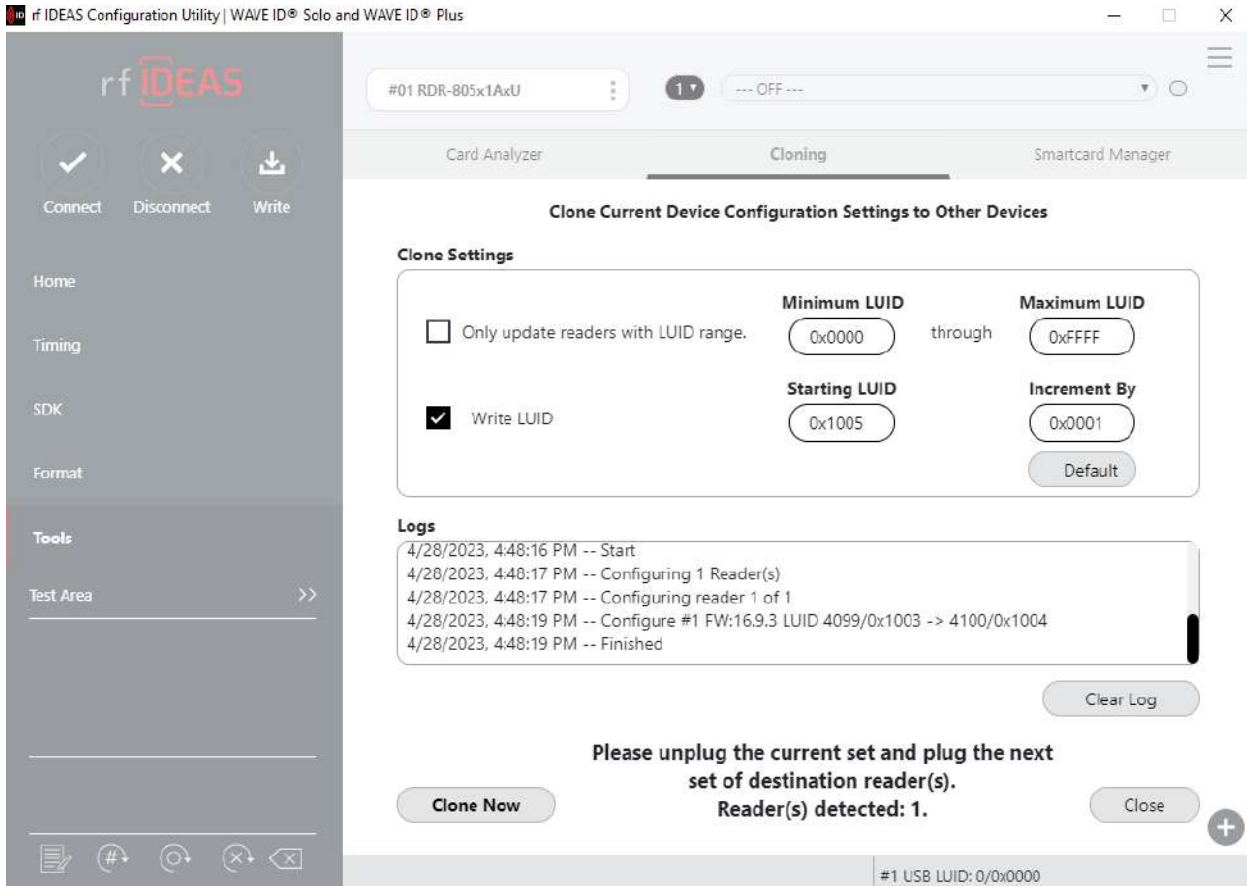 rf IDEAS Configuration Utility | WAVE ID® Solo and WAVE ID® Plus
rf IDEAS
#01 RDR-805x1AxU
1
--- OFF ---
Connect
Disconnect
Write
Card Analyzer
Cloning
Smartcard Manager
Home
Timing
SDK
Format
Tools
Test Area >>
Clone Current Device Configuration Settings to Other Devices
Clone Settings
Minimum LUID
Maximum LUID
Only update readers with LUID range.
0x0000
through
0xFFFF
Starting LUID
Increment By
Write LUID
0x1005
0x0001
Default
Logs
4/28/2023, 4:48:16 PM -- Start
4/28/2023, 4:48:17 PM -- Configuring 1 Reader(s)
4/28/2023, 4:48:17 PM -- Configuring reader 1 of 1
4/28/2023, 4:48:19 PM -- Configure #1 FW:16.9.3 LUID 4099/0x1003 -> 4100/0x1004
4/28/2023, 4:48:19 PM -- Finished
Clear Log
Please unplug the current set and plug the next
set of destination reader(s).
Reader(s) detected: 1.
Clone Now
Close
#1 USB LUID: 0/0x0000